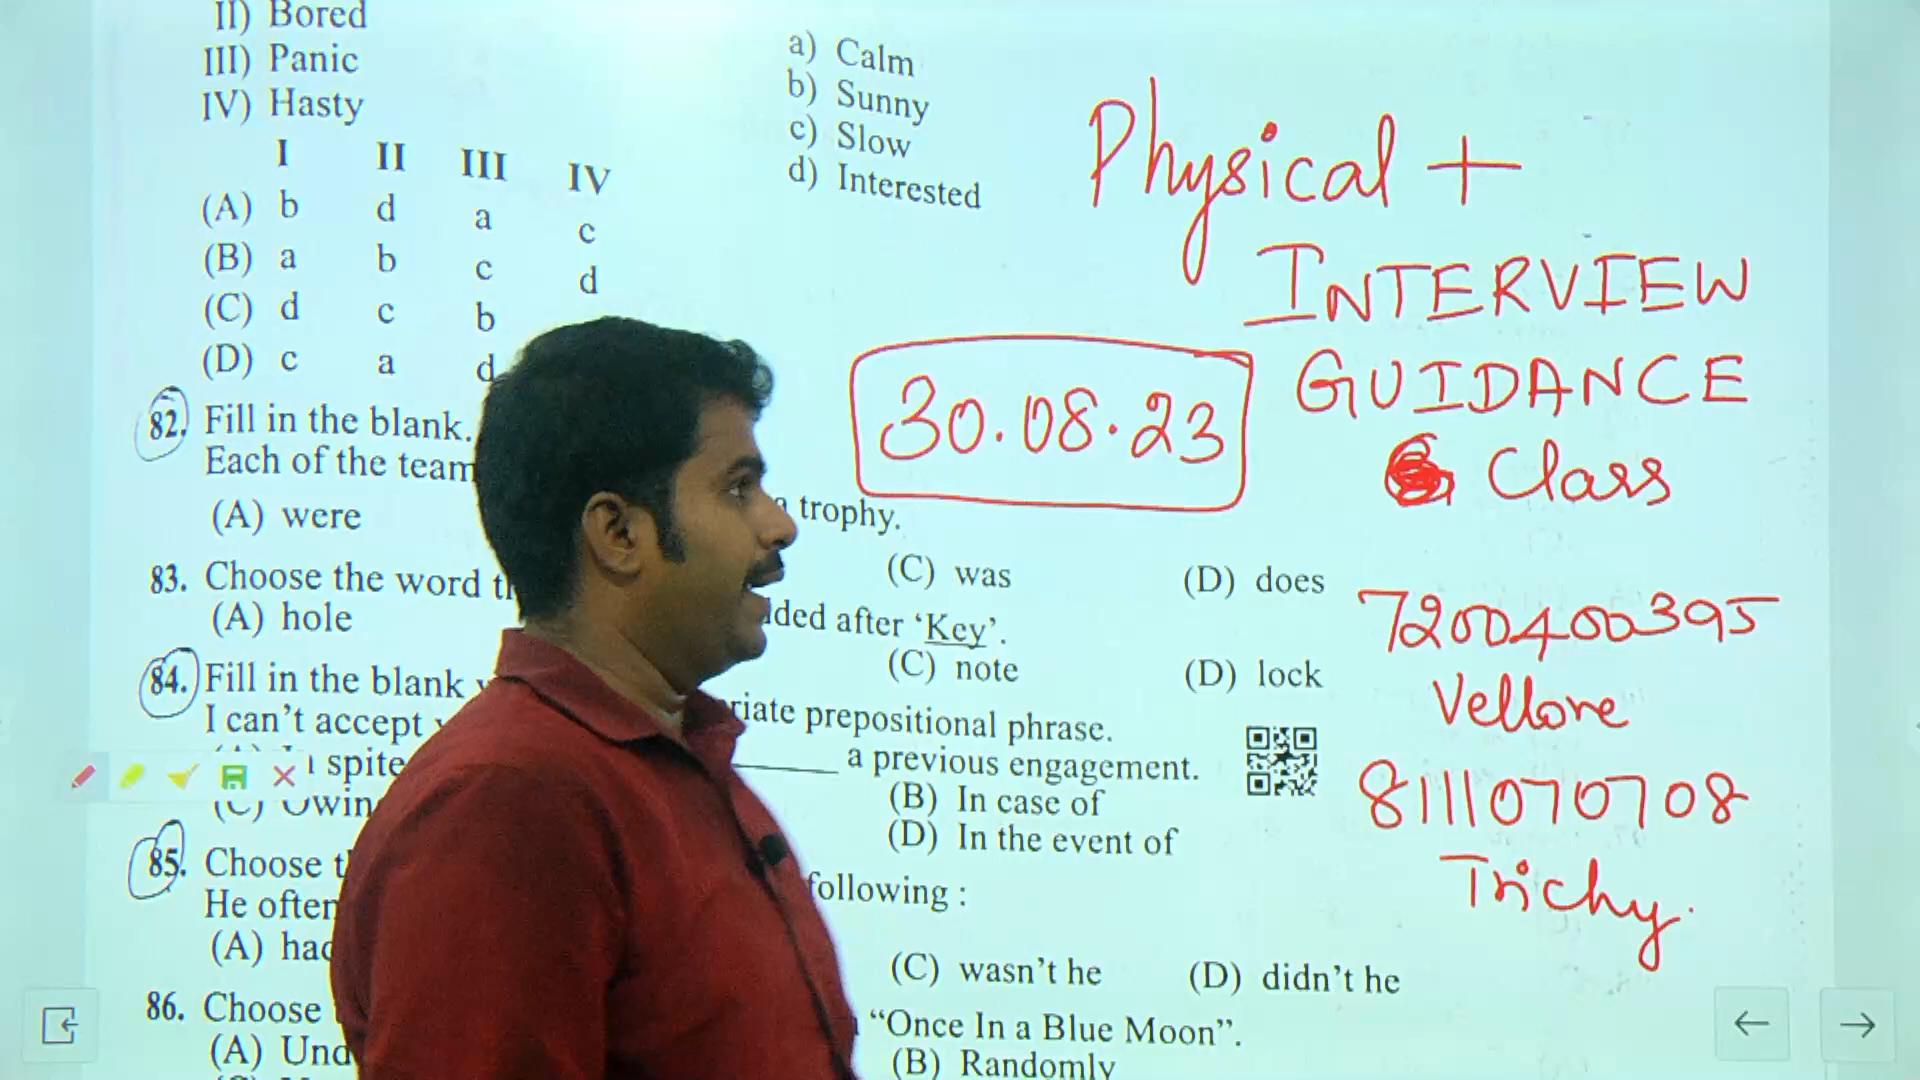 II) Bored
III) Panic
IV) Hasty
a) Calm
b) Sunny
c) Slow
d) Interested
I II III IV
(A) b d a c
(B) a b c d
(C) d c b
(D) c a d
82. Fill in the blank.
Each of the team trophy.
(A) were (C) was (D) does
83. Choose the word after ‘Key’.
(A) hole (C) note (D) lock
84. Fill in the blank prepositional phrase.
I can’t accept ______ a previous engagement.
spite (B) In case of
(C) (D) In the event of
85. Choose following :
He often
(A) (C) wasn’t he (D) didn’t he
86. Choose “Once In a Blue Moon”.
(A) (B) Randomly
Physical +
INTERVIEW
GUIDANCE
Class
30.08.23
7200400395
Vellore
8111070708
Trichy.